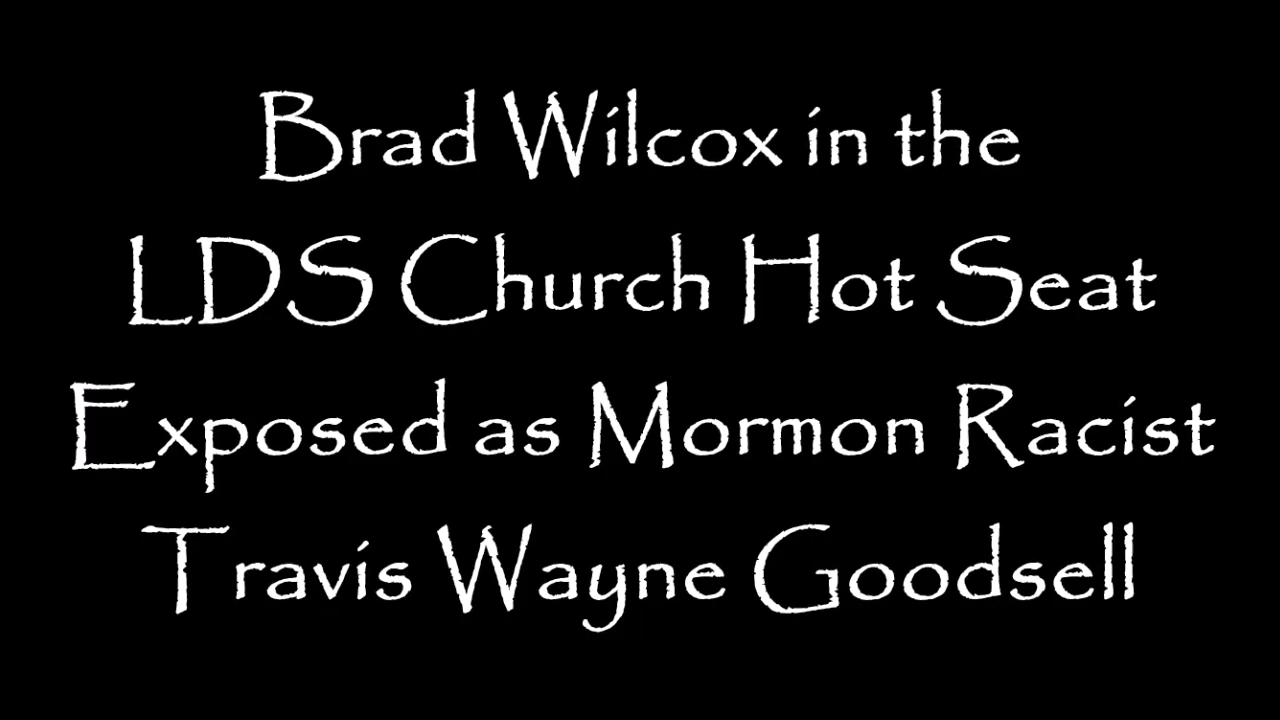 Brad Wilcox in the
LDS Church Hot Seat
Exposed as Mormon Racist
Travis Wayne Goodsell